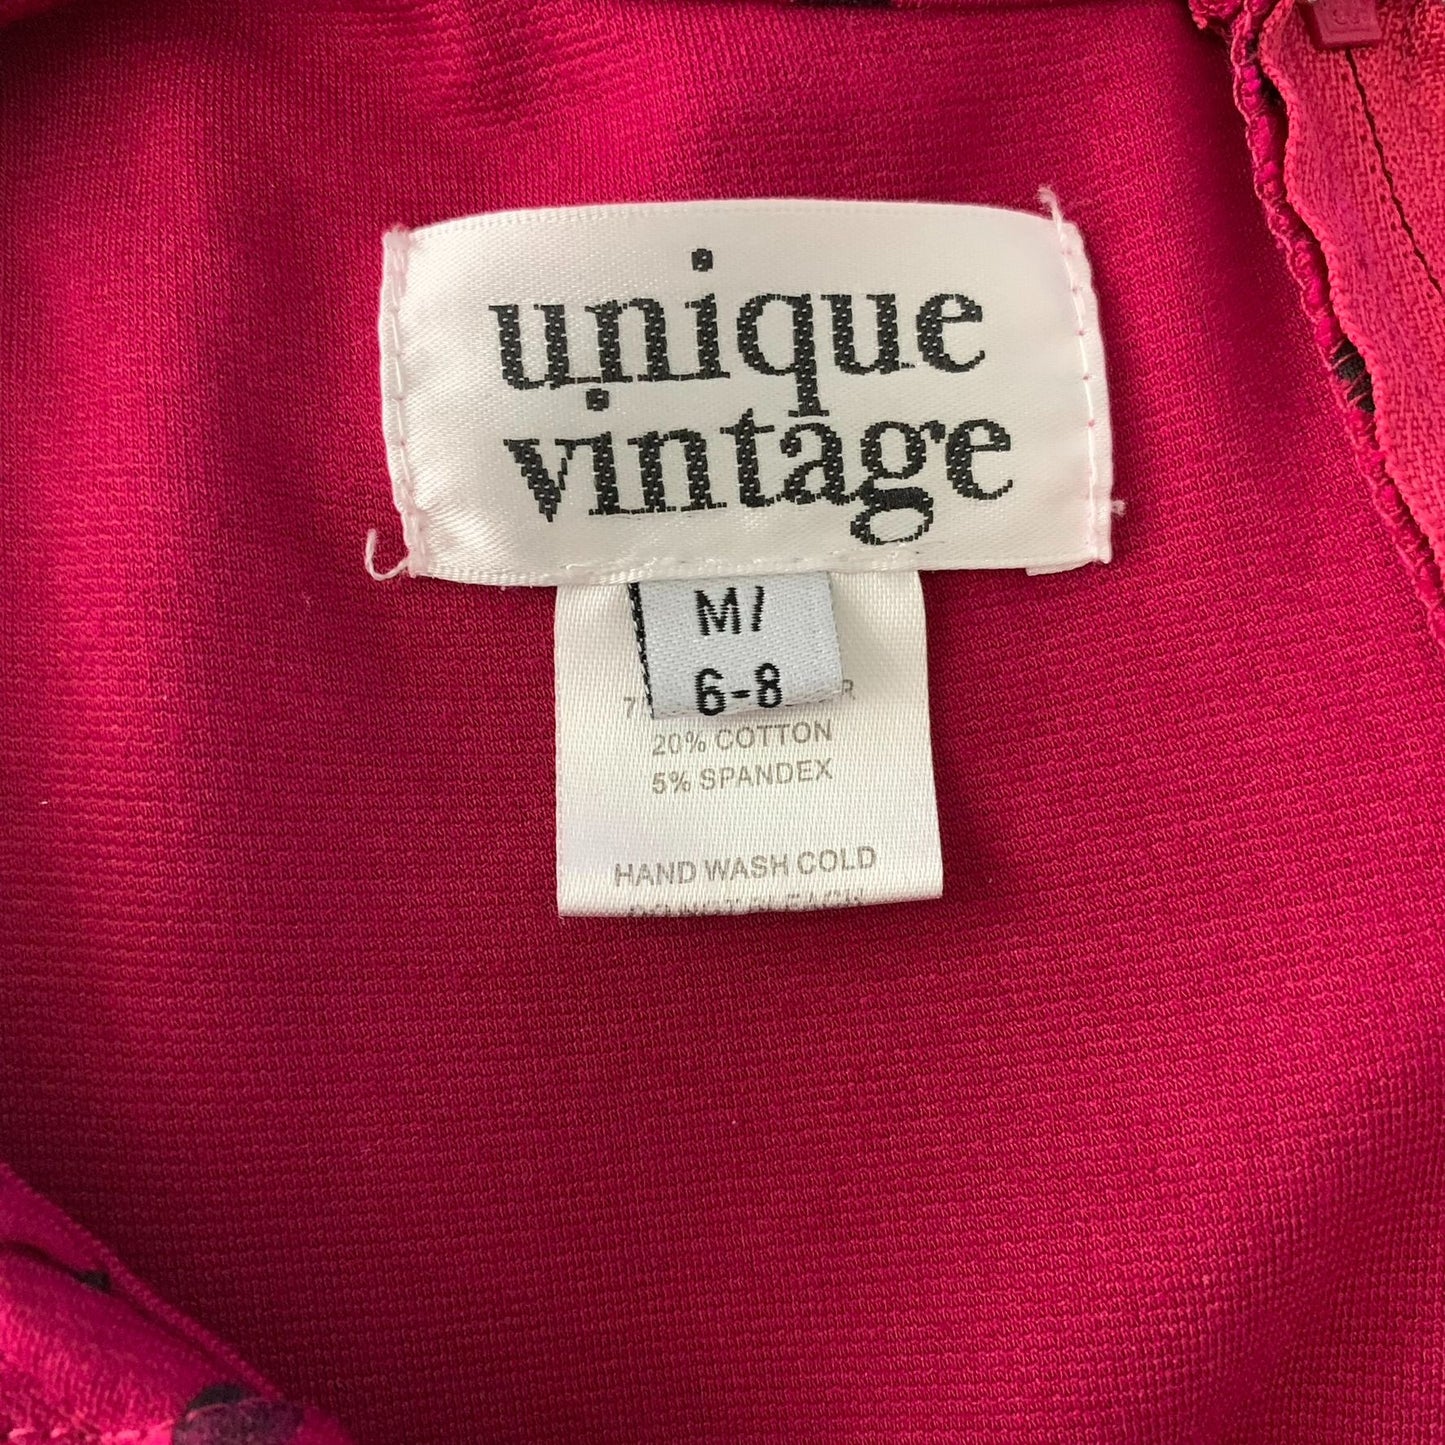 unique
vintage
M/
6-8
20% COTTON
5% SPANDEX
HAND WASH COLD